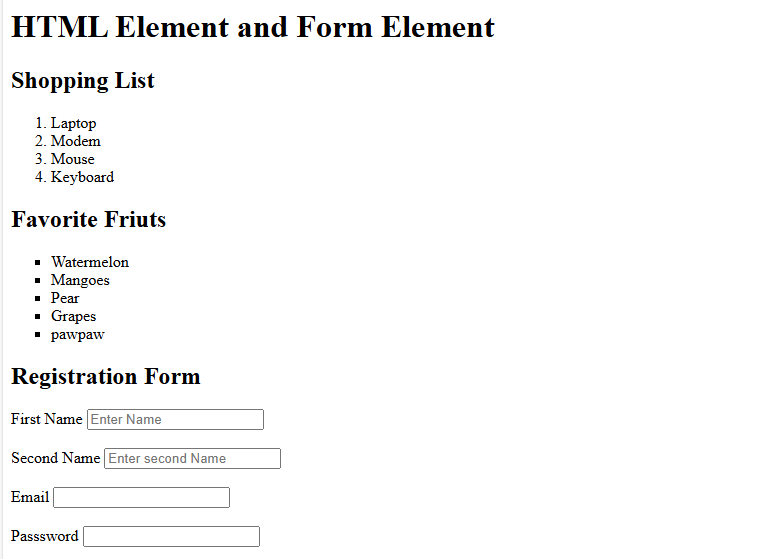 HTML Element and Form Element
Shopping List
1. Laptop
2. Modem
3. Mouse
4. Keyboard
Favorite Friuts
▪ Watermelon
▪ Mangoes
▪ Pear
▪ Grapes
▪ pawpaw
Registration Form
First Name Enter Name
Second Name Enter second Name
Email
Passsword